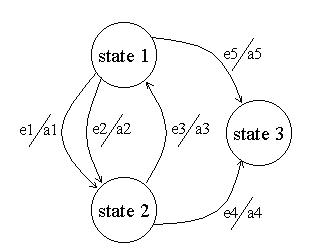 state 1
e5/a5
e1/a1
e2/a2
e3/a3
state 3
state 2
e4/a4